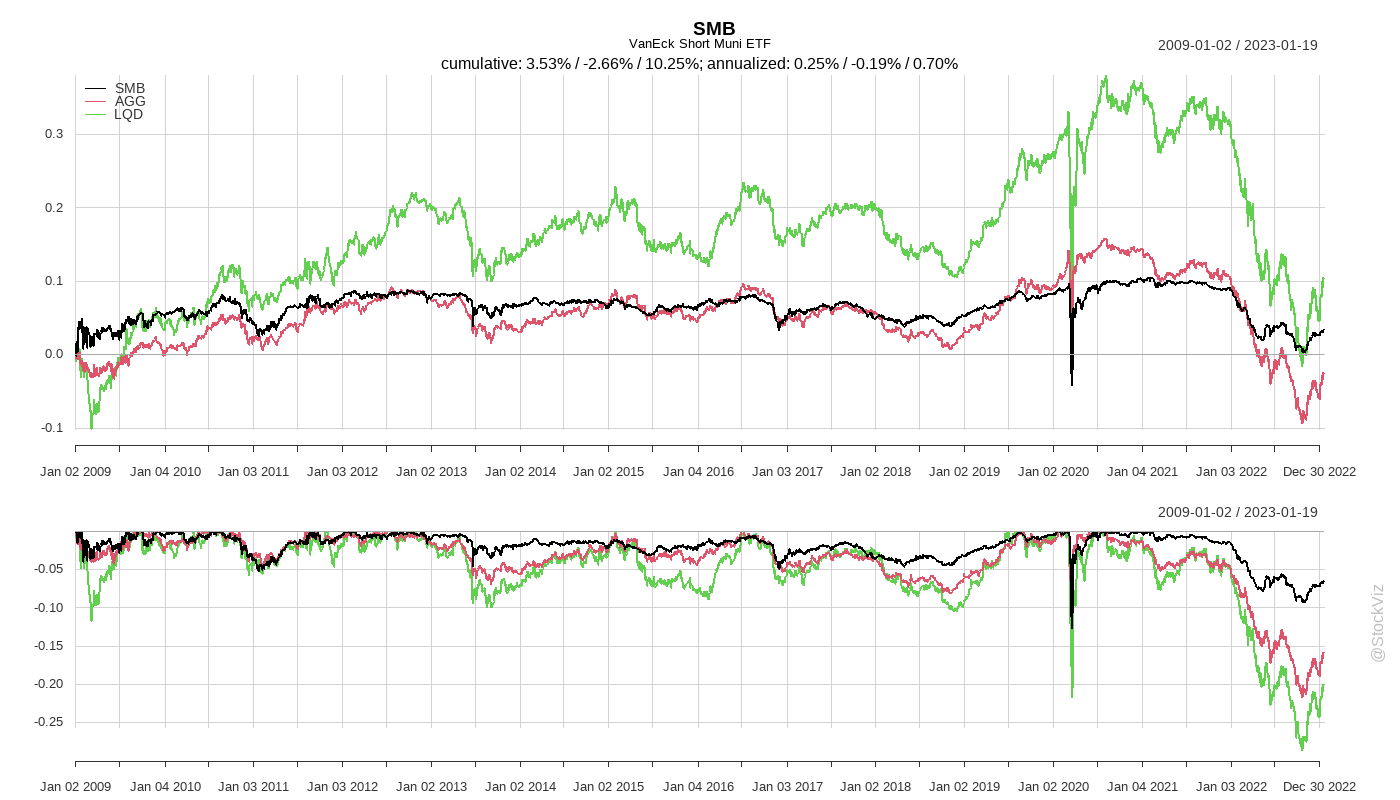 SMB
VanEck Short Muni ETF
2009-01-02 / 2023-01-19
cumulative: 3.53% / -2.66% / 10.25%; annualized: 0.25% / -0.19% / 0.70%
SMB
AGG
LQD
0.3
0.2
0.1
0.0
-0.1
Jan 02 2009 Jan 04 2010 Jan 03 2011 Jan 03 2012 Jan 02 2013 Jan 02 2014 Jan 02 2015 Jan 04 2016 Jan 03 2017 Jan 02 2018 Jan 02 2019 Jan 02 2020 Jan 04 2021 Jan 03 2022 Dec 30 2022
2009-01-02 / 2023-01-19
-0.05
-0.10
-0.15
-0.20
-0.25
Jan 02 2009 Jan 04 2010 Jan 03 2011 Jan 03 2012 Jan 02 2013 Jan 02 2014 Jan 02 2015 Jan 04 2016 Jan 03 2017 Jan 02 2018 Jan 02 2019 Jan 02 2020 Jan 04 2021 Jan 03 2022 Dec 30 2022
@StockViz